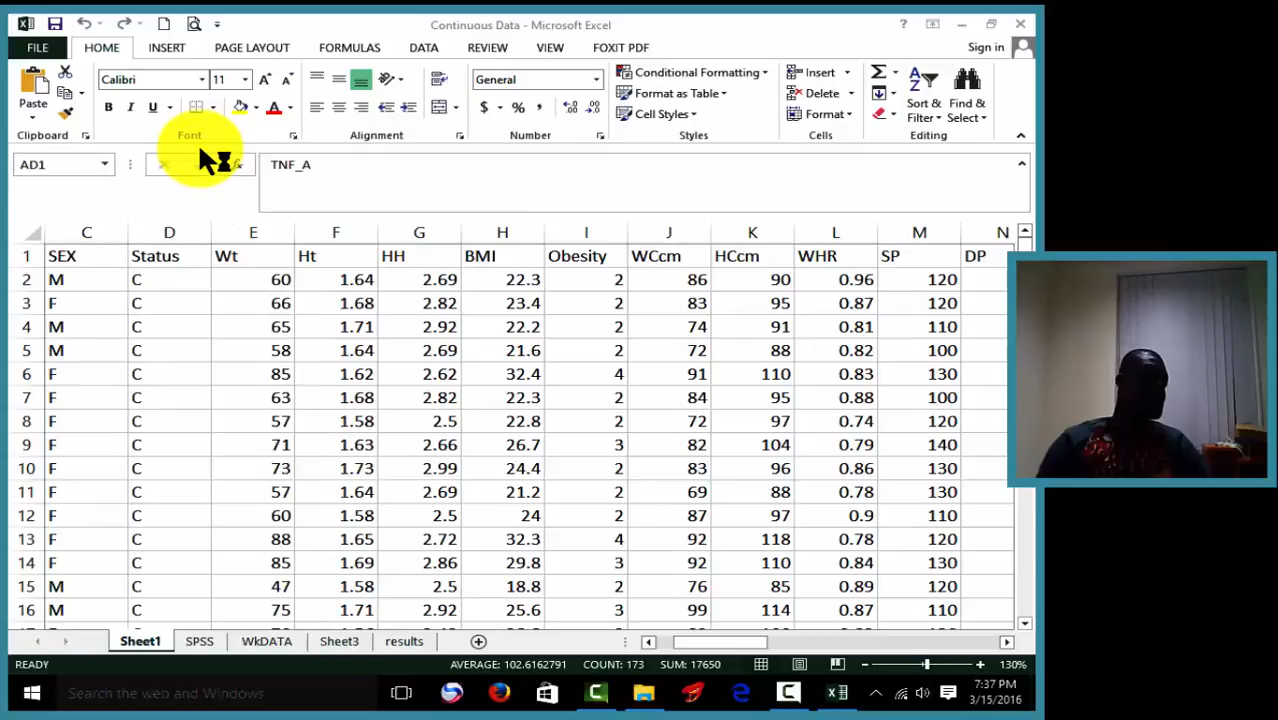 Continuous Data - Microsoft Excel
?
FILE HOME INSERT PAGE LAYOUT FORMULAS DATA REVIEW VIEW FOXIT PDF Sign in
Paste
Calibri 11
B I U A
General
$ % ,
Conditional Formatting
Format as Table
Cell Styles
Insert
Delete
Format
Sort & Filter
Find & Select
Clipboard Font Alignment Number Styles Cells Editing
AD1 fx TNF_A
C D E F G H I J K L M N
1 SEX Status Wt Ht HH BMI Obesity WCcm HCcm WHR SP DP
2 M C 60 1.64 2.69 22.3 2 86 90 0.96 120
3 F C 66 1.68 2.82 23.4 2 83 95 0.87 120
4 M C 65 1.71 2.92 22.2 2 74 91 0.81 110
5 M C 58 1.64 2.69 21.6 2 72 88 0.82 100
6 F C 85 1.62 2.62 32.4 4 91 110 0.83 130
7 F C 63 1.68 2.82 22.3 2 84 95 0.88 100
8 F C 57 1.58 2.5 22.8 2 72 97 0.74 120
9 F C 71 1.63 2.66 26.7 3 82 104 0.79 140
10 F C 73 1.73 2.99 24.4 2 83 96 0.86 130
11 F C 57 1.64 2.69 21.2 2 69 88 0.78 130
12 F C 60 1.58 2.5 24 2 87 97 0.9 110
13 F C 88 1.65 2.72 32.3 4 92 118 0.78 120
14 F C 85 1.69 2.86 29.8 3 92 110 0.84 130
15 M C 47 1.58 2.5 18.8 2 76 85 0.89 120
16 M C 75 1.71 2.92 25.6 3 99 114 0.87 110
Sheet1 SPSS WkDATA Sheet3 results
READY AVERAGE: 102.6162791 COUNT: 173 SUM: 17650 130%
Search the web and Windows
7:37 PM
3/15/2016